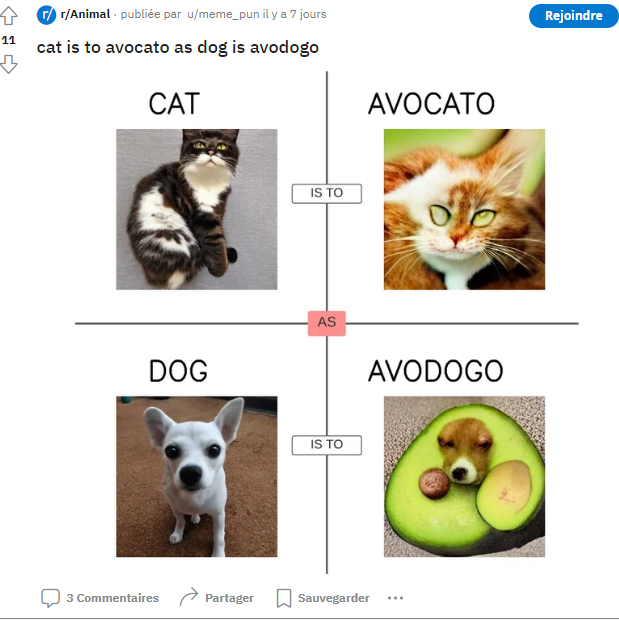 r/ r/Animal · publiée par u/meme_pun il y a 7 jours
Rejoindre
11
cat is to avocato as dog is avodogo
CAT
AVOCATO
IS TO
AS
DOG
AVODOGO
IS TO
3 Commentaires
Partager
Sauvegarder